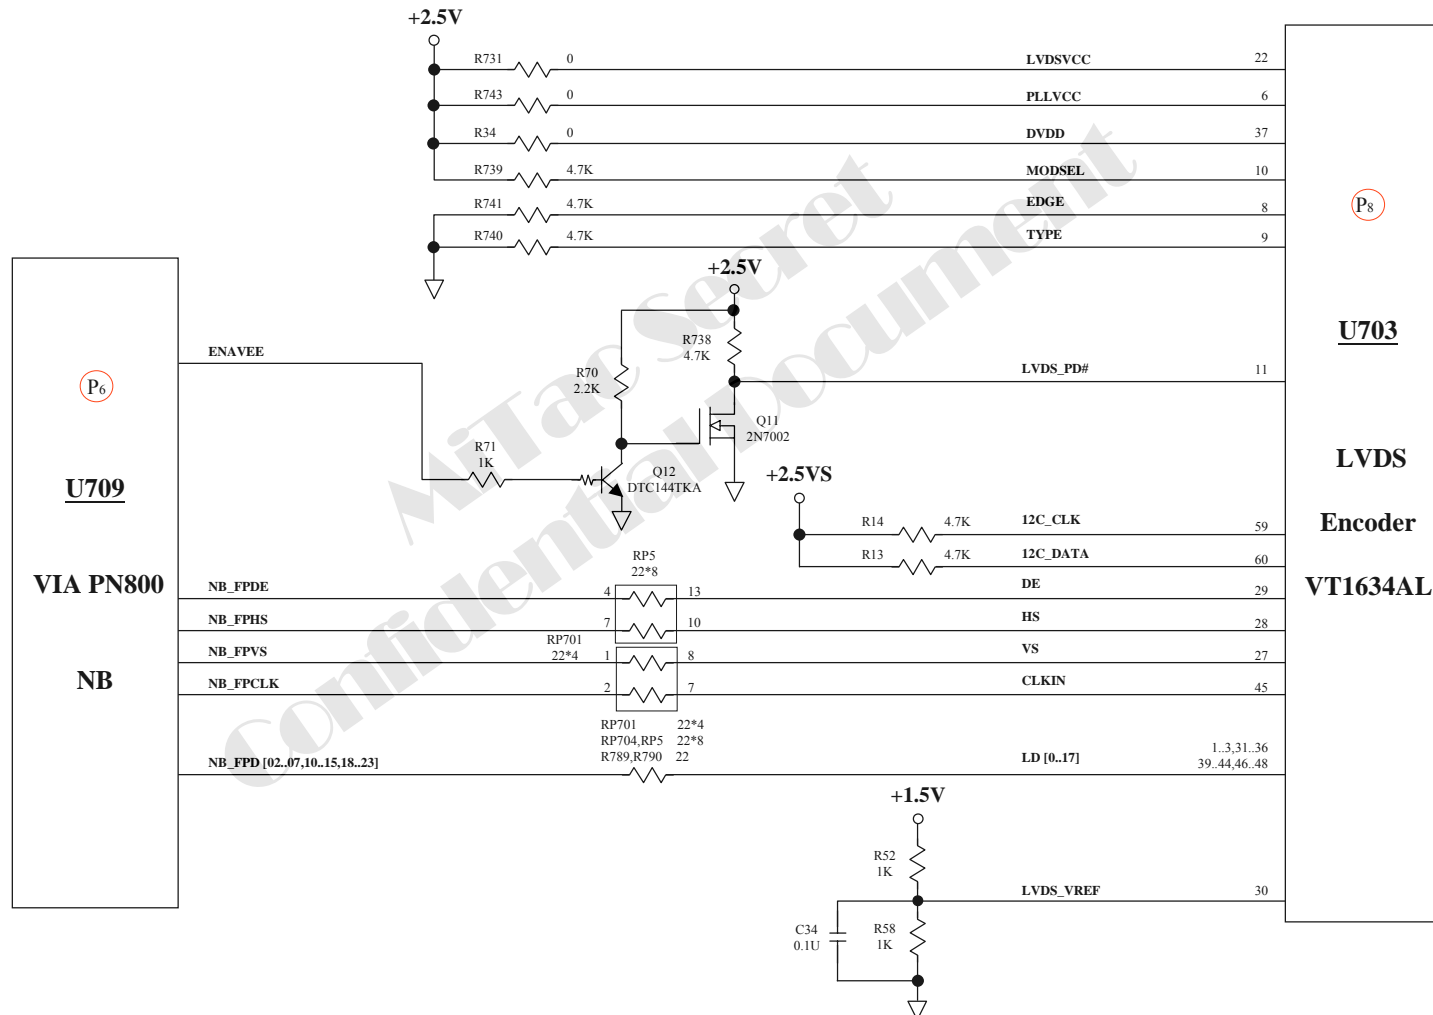 +2.5V
R731 0 LVDSVCC 22
R743 0 PLLVCC 6
R34 0 DVDD 37
R739 4.7K MODSEL 10
R741 4.7K EDGE 8
R740 4.7K TYPE 9
P8
+2.5V
U703
R738
4.7K
ENAVEE
LVDS_PD# 11
P6
R70
2.2K
Q11
2N7002
R71
1K
LVDS
U709
Q12
DTC144TKA
+2.5VS
R14 4.7K 12C_CLK 59
Encoder
R13 4.7K 12C_DATA 60
RP5
22*8
VIA PN800
VT1634AL
NB_FPDE 4 13 DE 29
NB_FPHS 7 10 HS 28
RP701
22*4
NB_FPVS 1 8 VS 27
NB
NB_FPCLK 2 7 CLKIN 45
RP701 22*4
RP704,RP5 22*8
R789,R790 22
NB_FPD [02..07,10..15,18..23] LD [0..17]
1..3,31..36
39..44,46..48
+1.5V
R52
1K
LVDS_VREF 30
C34
0.1U
R58
1K
MiTac Secret
Confidential Document